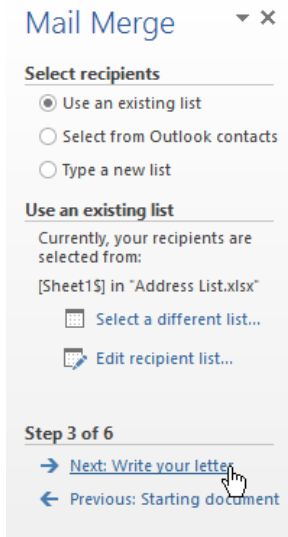 Mail Merge
Select recipients
Use an existing list
Select from Outlook contacts
Type a new list
Use an existing list
Currently, your recipients are
selected from:
[Sheet1$] in "Address List.xlsx"
Select a different list...
Edit recipient list...
Step 3 of 6
Next: Write your letter
Previous: Starting document